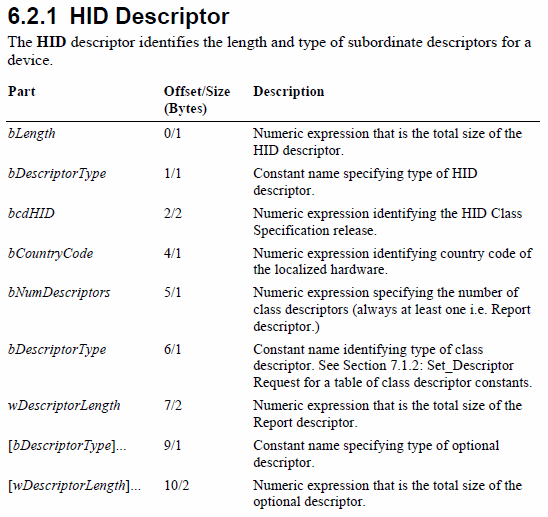 6.2.1 HID Descriptor
The HID descriptor identifies the length and type of subordinate descriptors for a
device.
Part Offset/Size Description
(Bytes)
bLength 0/1 Numeric expression that is the total size of the
HID descriptor.
bDescriptorType 1/1 Constant name specifying type of HID
descriptor.
bcdHID 2/2 Numeric expression identifying the HID Class
Specification release.
bCountryCode 4/1 Numeric expression identifying country code of
the localized hardware.
bNumDescriptors 5/1 Numeric expression specifying the number of
class descriptors (always at least one i.e. Report
descriptor.)
bDescriptorType 6/1 Constant name identifying type of class
descriptor. See Section 7.1.2: Set_Descriptor
Request for a table of class descriptor constants.
wDescriptorLength 7/2 Numeric expression that is the total size of the
Report descriptor.
[bDescriptorType]... 9/1 Constant name specifying type of optional
descriptor.
[wDescriptorLength]... 10/2 Numeric expression that is the total size of the
optional descriptor.